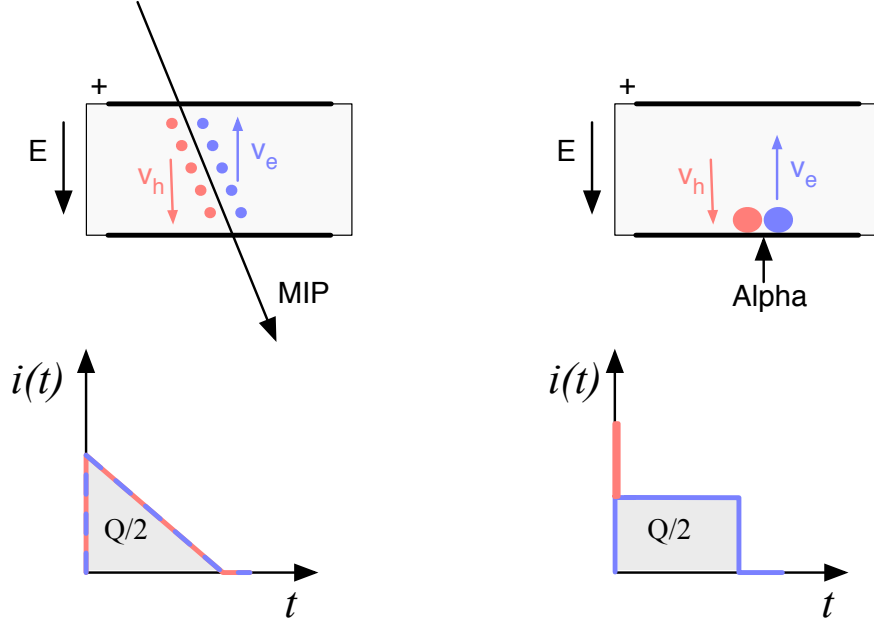 +
+
E
v_h
v_e
E
v_h
v_e
MIP
Alpha
i(t)
i(t)
Q/2
Q/2
t
t